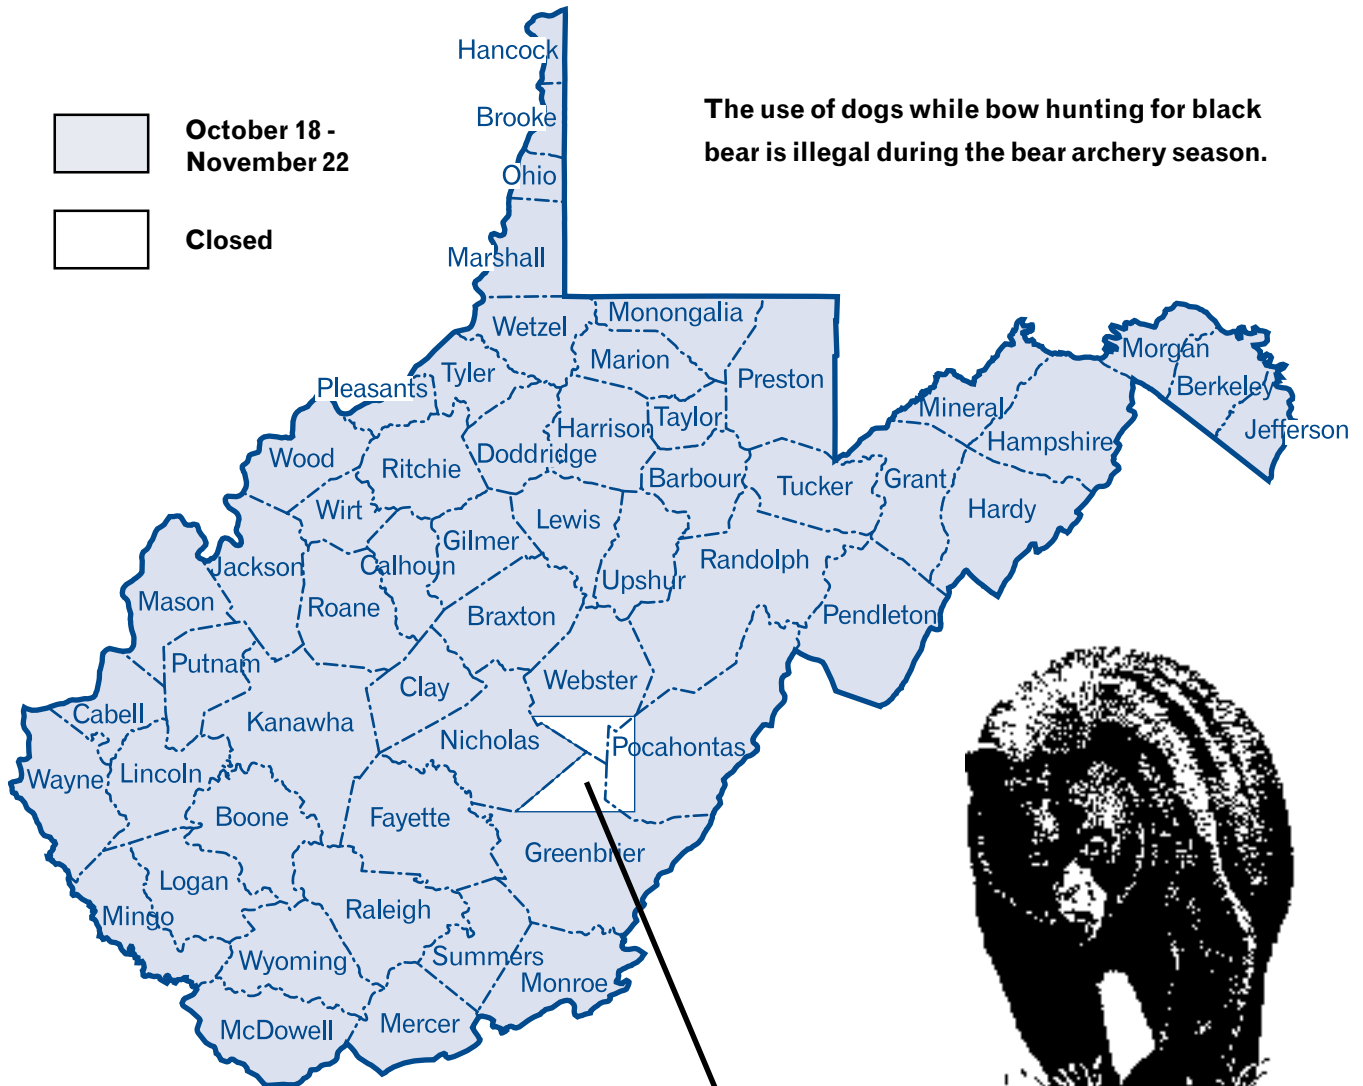 Hancock
The use of dogs while bow hunting for black
bear is illegal during the bear archery season.
October 18 -
November 22
Brooke
Ohio
Closed
Marshall
Monongalia
Wetzel
Marion
Morgan
Tyler
Preston
Pleasants
Berkeley
Mineral
Taylor
Harrison
Jefferson
Hampshire
Doddridge
Wood
Ritchie
Barbour
Tucker
Grant
Wirt
Hardy
Lewis
Gilmer
Randolph
Jackson
Calhoun
Upshur
Mason
Roane
Braxton
Pendleton
Putnam
Webster
Clay
Cabell
Kanawha
Nicholas
Pocahontas
Wayne
Lincoln
Boone
Fayette
Greenbrier
Logan
Raleigh
Mingo
Summers
Wyoming
Monroe
Mercer
McDowell